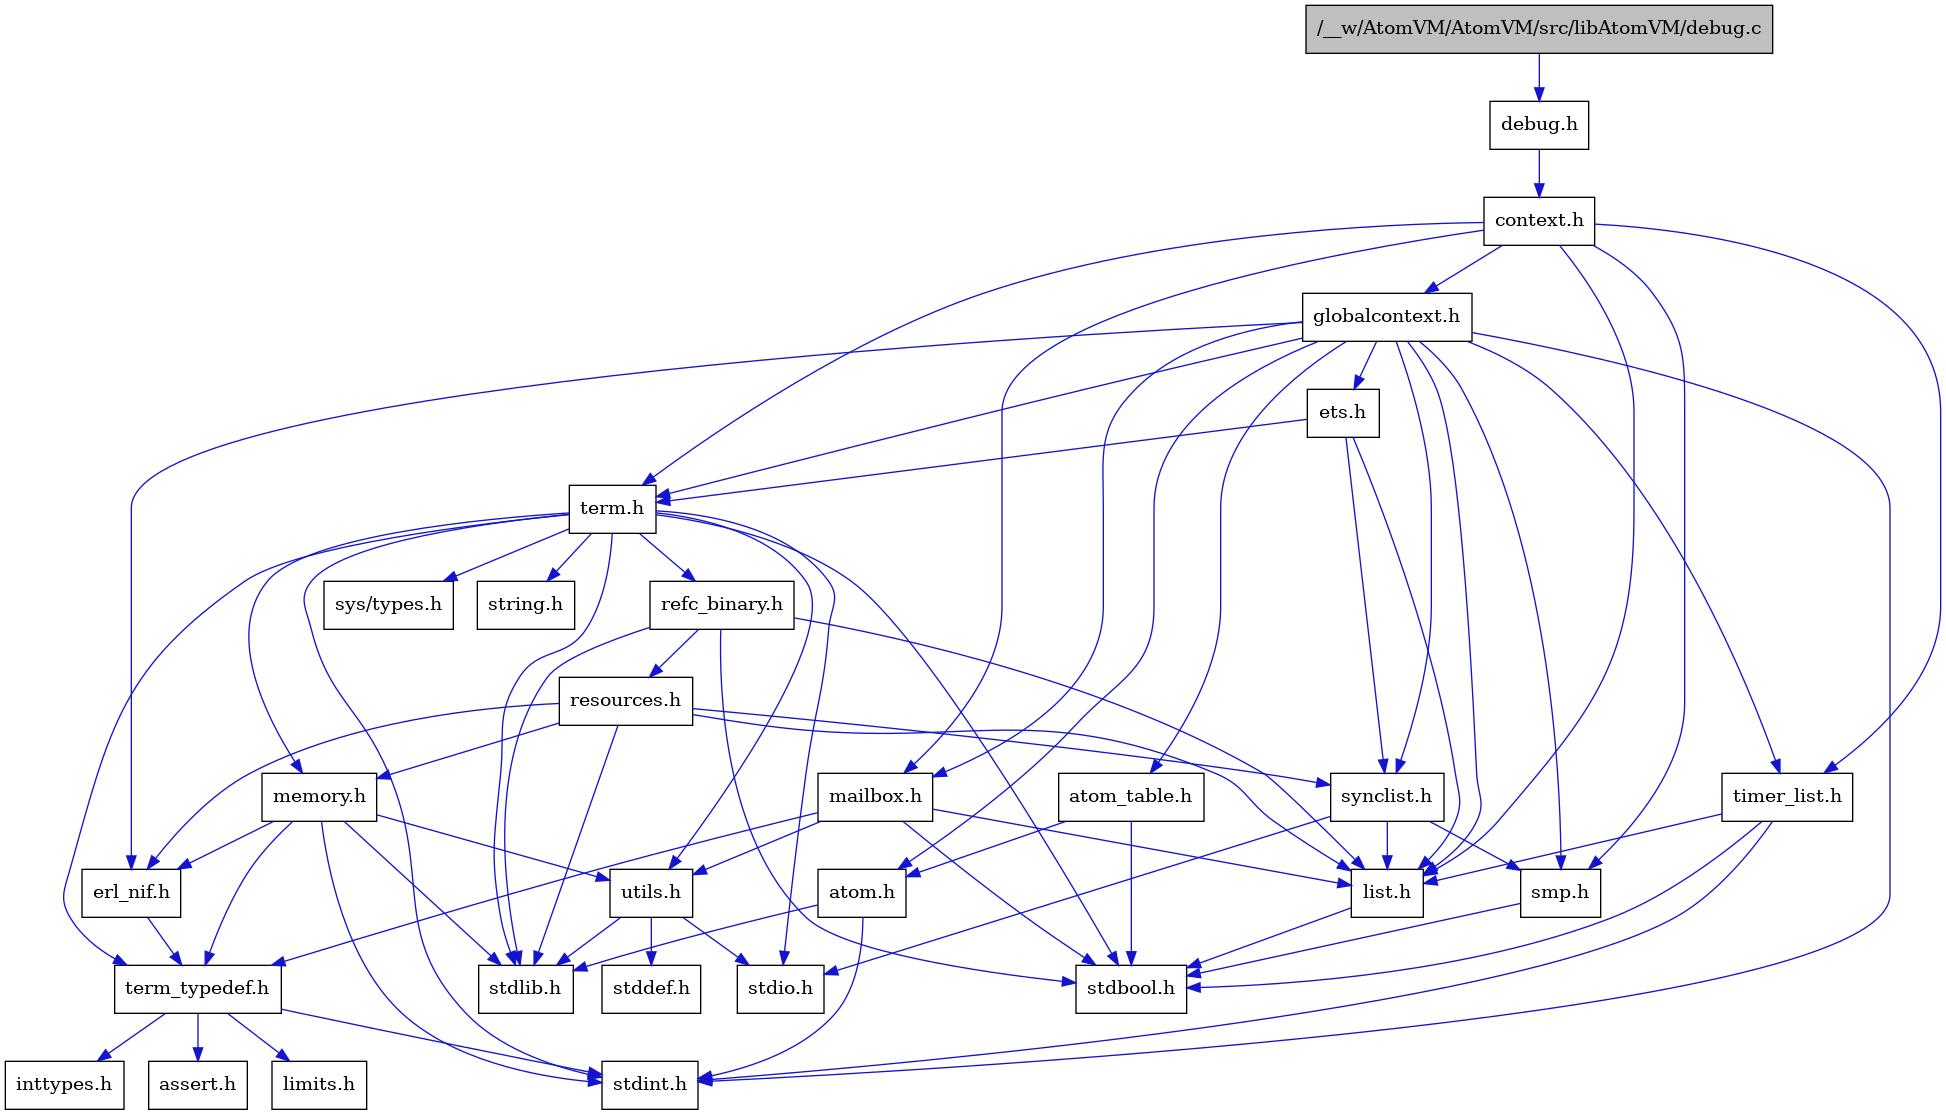 /__w/AtomVM/AtomVM/src/libAtomVM/debug.c
debug.h
context.h
globalcontext.h
ets.h
term.h
sys/types.h
string.h
refc_binary.h
resources.h
memory.h
mailbox.h
atom_table.h
synclist.h
timer_list.h
erl_nif.h
utils.h
atom.h
list.h
smp.h
term_typedef.h
stdlib.h
stddef.h
stdio.h
stdbool.h
inttypes.h
assert.h
limits.h
stdint.h